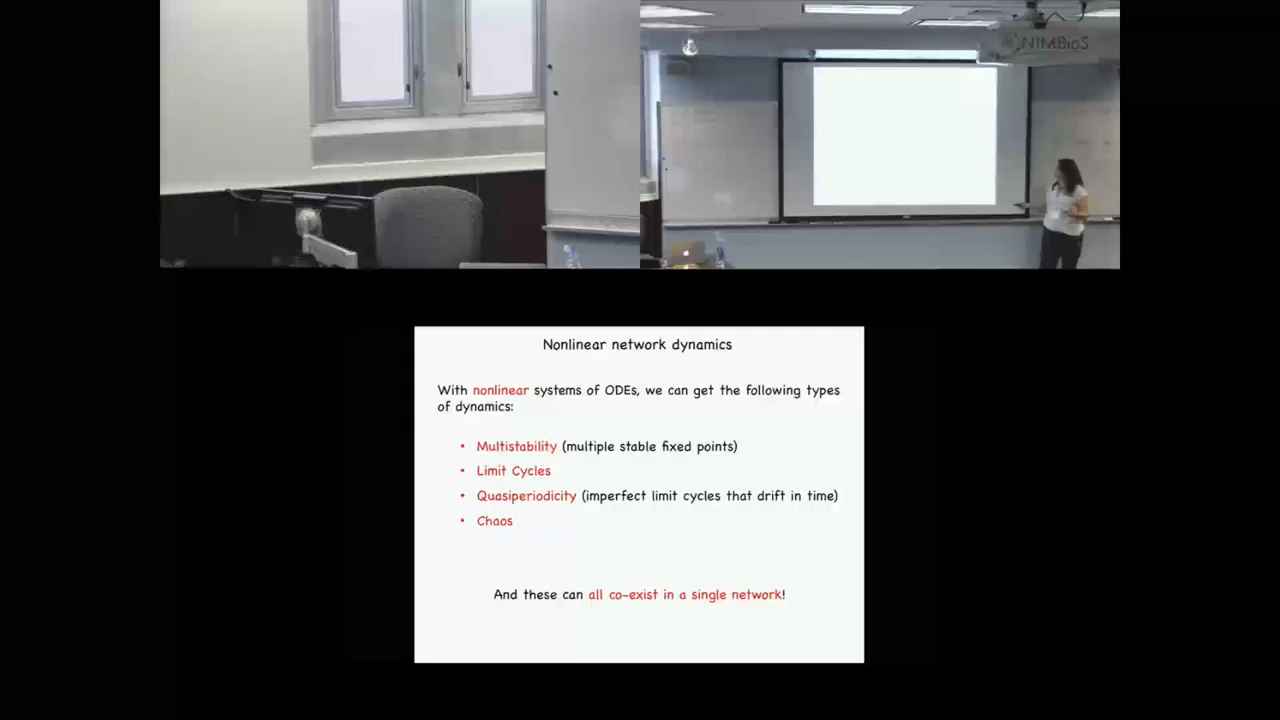 NIMBioS
Nonlinear network dynamics
With nonlinear systems of ODEs, we can get the following types
of dynamics:
• Multistability (multiple stable fixed points)
• Limit Cycles
• Quasiperiodicity (imperfect limit cycles that drift in time)
• Chaos
And these can all co-exist in a single network!